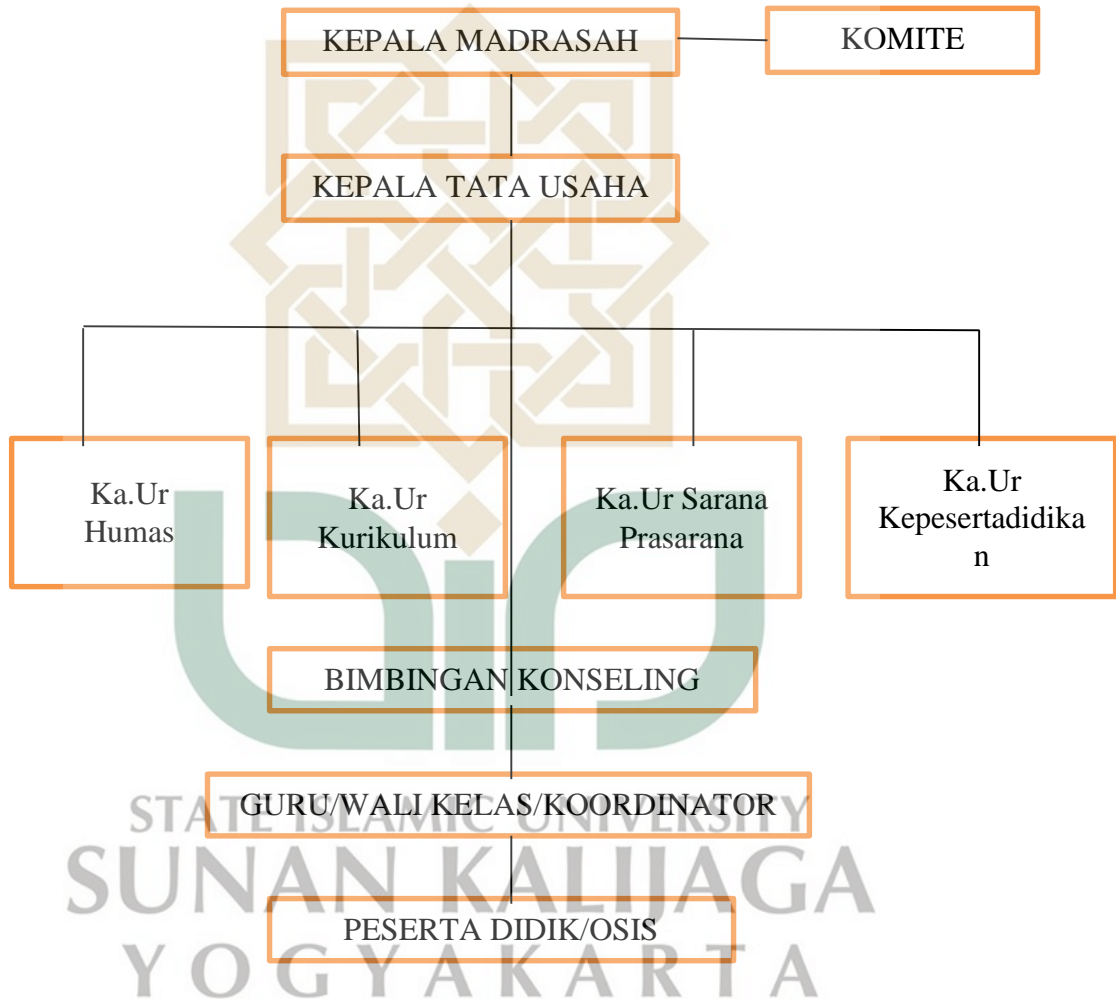 KEPALA MADRASAH
KOMITE
KEPALA TATA USAHA
Ka.Ur
Humas
Ka.Ur
Kurikulum
Ka.Ur Sarana
Prasarana
Ka.Ur
Kepesertadidika
n
BIMBINGAN KONSELING
GURU/WALI KELAS/KOORDINATOR
STATE ISLAMIC UNIVERSITY
SUNAN KALIJAGA
PESERTA DIDIK/OSIS
YOGYAKARTA